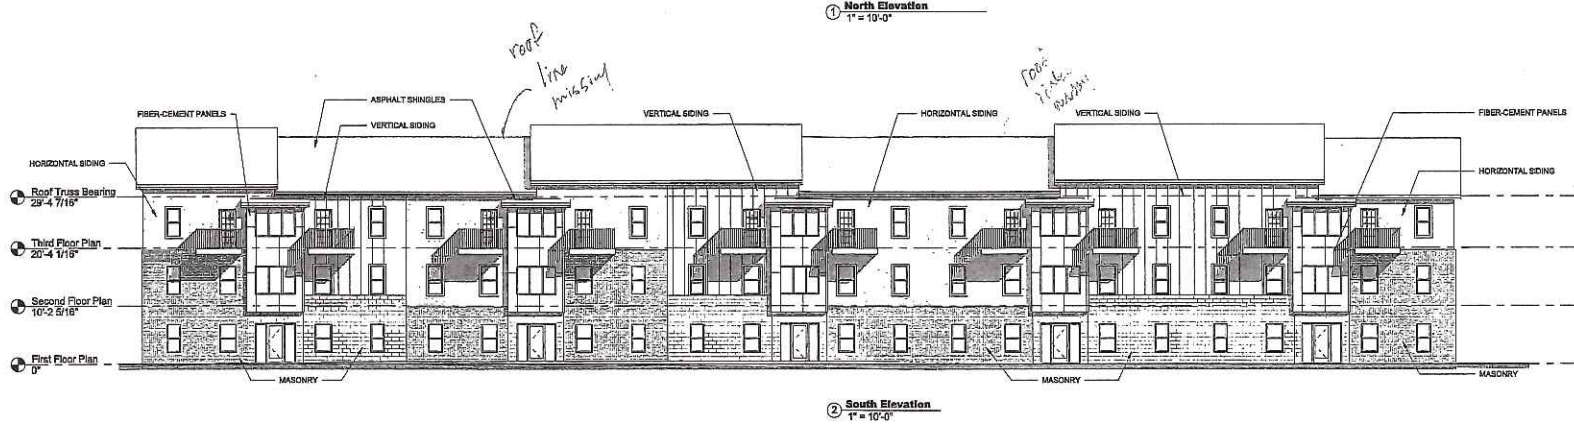 ① North Elevation
1" = 10'-0"
roof
line
missing
roof
ASPHALT SHINGLES
FIBER-CEMENT PANELS
VERTICAL SIDING
VERTICAL SIDING
HORIZONTAL SIDING
VERTICAL SIDING
FIBER-CEMENT PANELS
HORIZONTAL SIDING
HORIZONTAL SIDING
Roof Truss Bearing
29'-4 7/16"
Third Floor Plan
20'-4 1/16"
Second Floor Plan
10'-2 5/16"
First Floor Plan
0"
MASONRY
MASONRY
MASONRY
② South Elevation
1" = 10'-0"